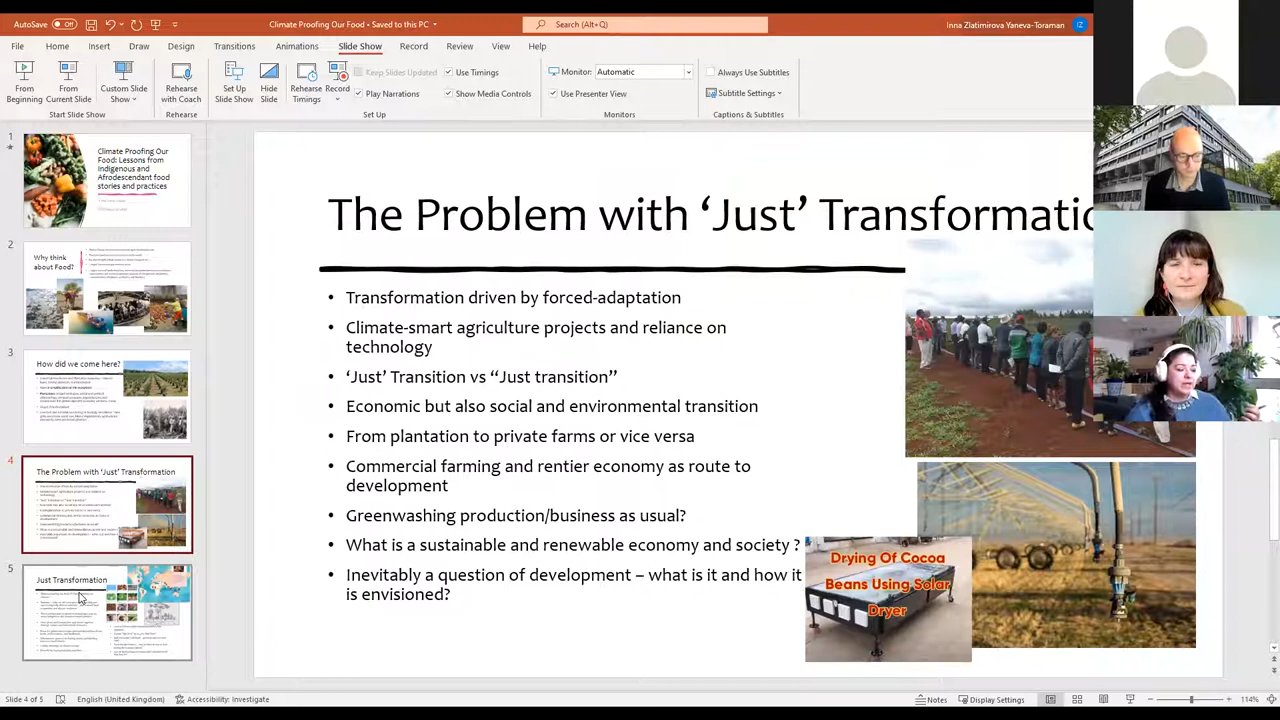 AutoSave Off Climate Proofing Our Food • Saved to this PC Search (Alt+Q) Inna Zlatimirova Yaneva-Toraman IZ
File Home Insert Draw Design Transitions Animations Slide Show Record Review View Help
From Beginning
From Current Slide
Custom Slide Show
Rehearse with Coach
Set Up Slide Show
Hide Slide
Rehearse Timings
Record
Keep Slides Updated
Use Timings
Play Narrations
Show Media Controls
Monitor: Automatic
Use Presenter View
Always Use Subtitles
Subtitle Settings
Start Slide Show Rehearse Set Up Monitors Captions & Subtitles
1
Climate Proofing Our
Food: Lessons from
Indigenous and
Afrodescendant food
stories and practices
2
Why think
about Food?
3
How did we come here?
4
The Problem with 'Just' Transformation
5
Just Transformation
The Problem with ‘Just’ Transformatio
• Transformation driven by forced-adaptation
• Climate-smart agriculture projects and reliance on
technology
• ‘Just’ Transition vs “Just transition”
• Economic but also social and environmental transition
• From plantation to private farms or vice versa
• Commercial farming and rentier economy as route to
development
• Greenwashing production/business as usual?
• What is a sustainable and renewable economy and society ?
• Inevitably a question of development – what is it and how it
is envisioned?
Drying Of Cocoa
Beans Using Solar
Dryer
Slide 4 of 5 English (United Kingdom) Accessibility: Investigate Notes Display Settings 114%